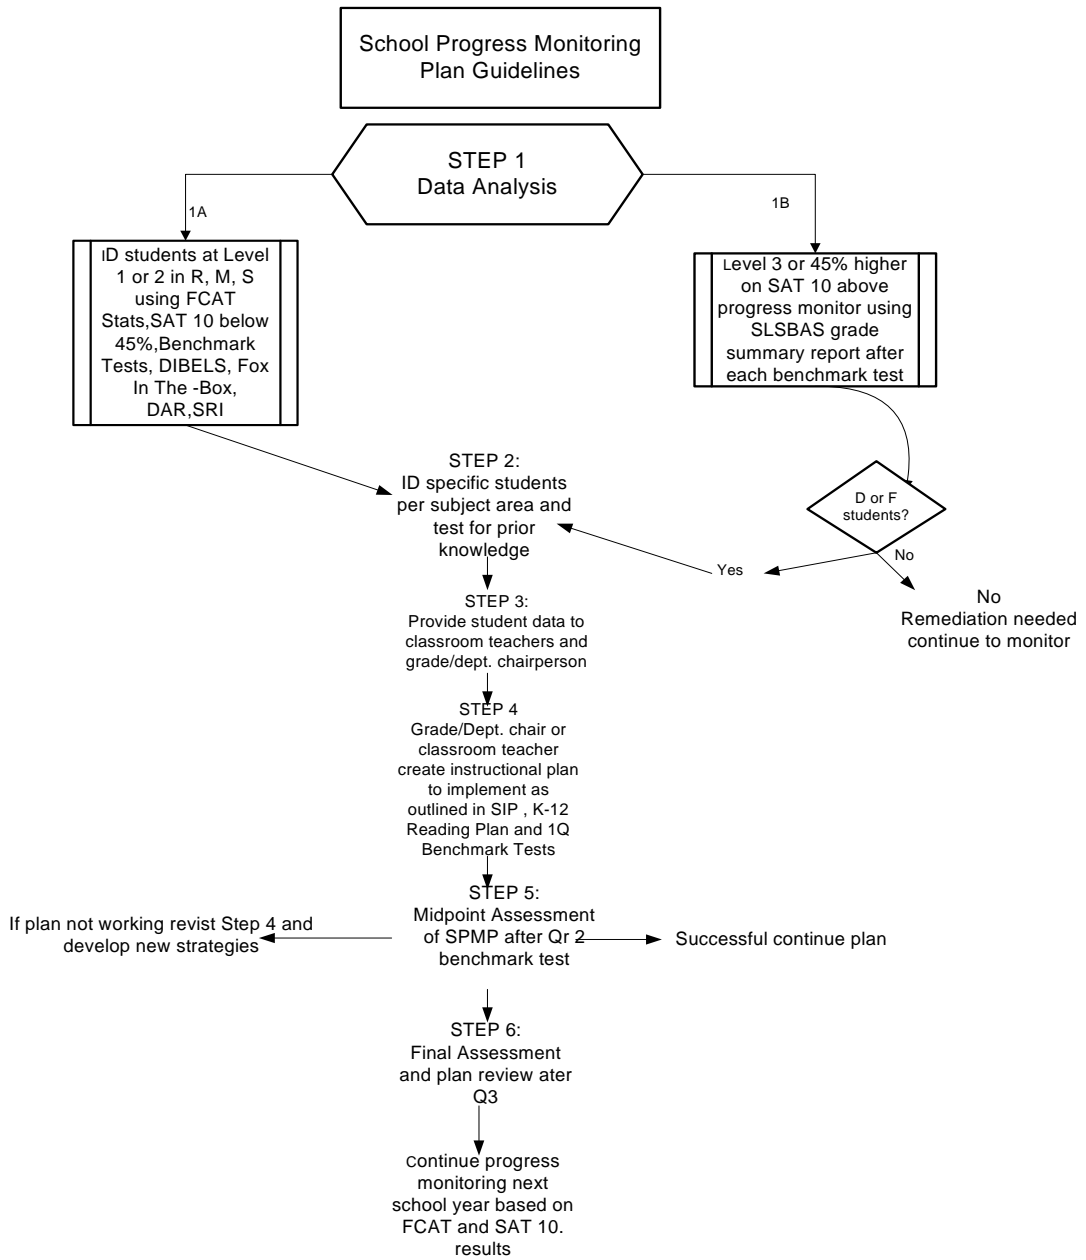 School Progress Monitoring
Plan Guidelines
STEP 1
Data Analysis
1A
1B
ID students at Level
1 or 2 in R, M, S
using FCAT
Stats,SAT 10 below
45%,Benchmark
Tests, DIBELS, Fox
In The -Box,
DAR,SRI
Level 3 or 45% higher
on SAT 10 above
progress monitor using
SLSBAS grade
summary report after
each benchmark test
D or F
students?
Yes
No
No
Remediation needed
continue to monitor
STEP 2:
ID specific students
per subject area and
test for prior
knowledge
STEP 3:
Provide student data to
classroom teachers and
grade/dept. chairperson
STEP 4
Grade/Dept. chair or
classroom teacher
create instructional plan
to implement as
outlined in SIP , K-12
Reading Plan and 1Q
Benchmark Tests
STEP 5:
Midpoint Assessment
of SPMP after Qr 2
benchmark test
If plan not working revist Step 4 and
develop new strategies
Successful continue plan
STEP 6:
Final Assessment
and plan review ater
Q3
Continue progress
monitoring next
school year based on
FCAT and SAT 10.
results